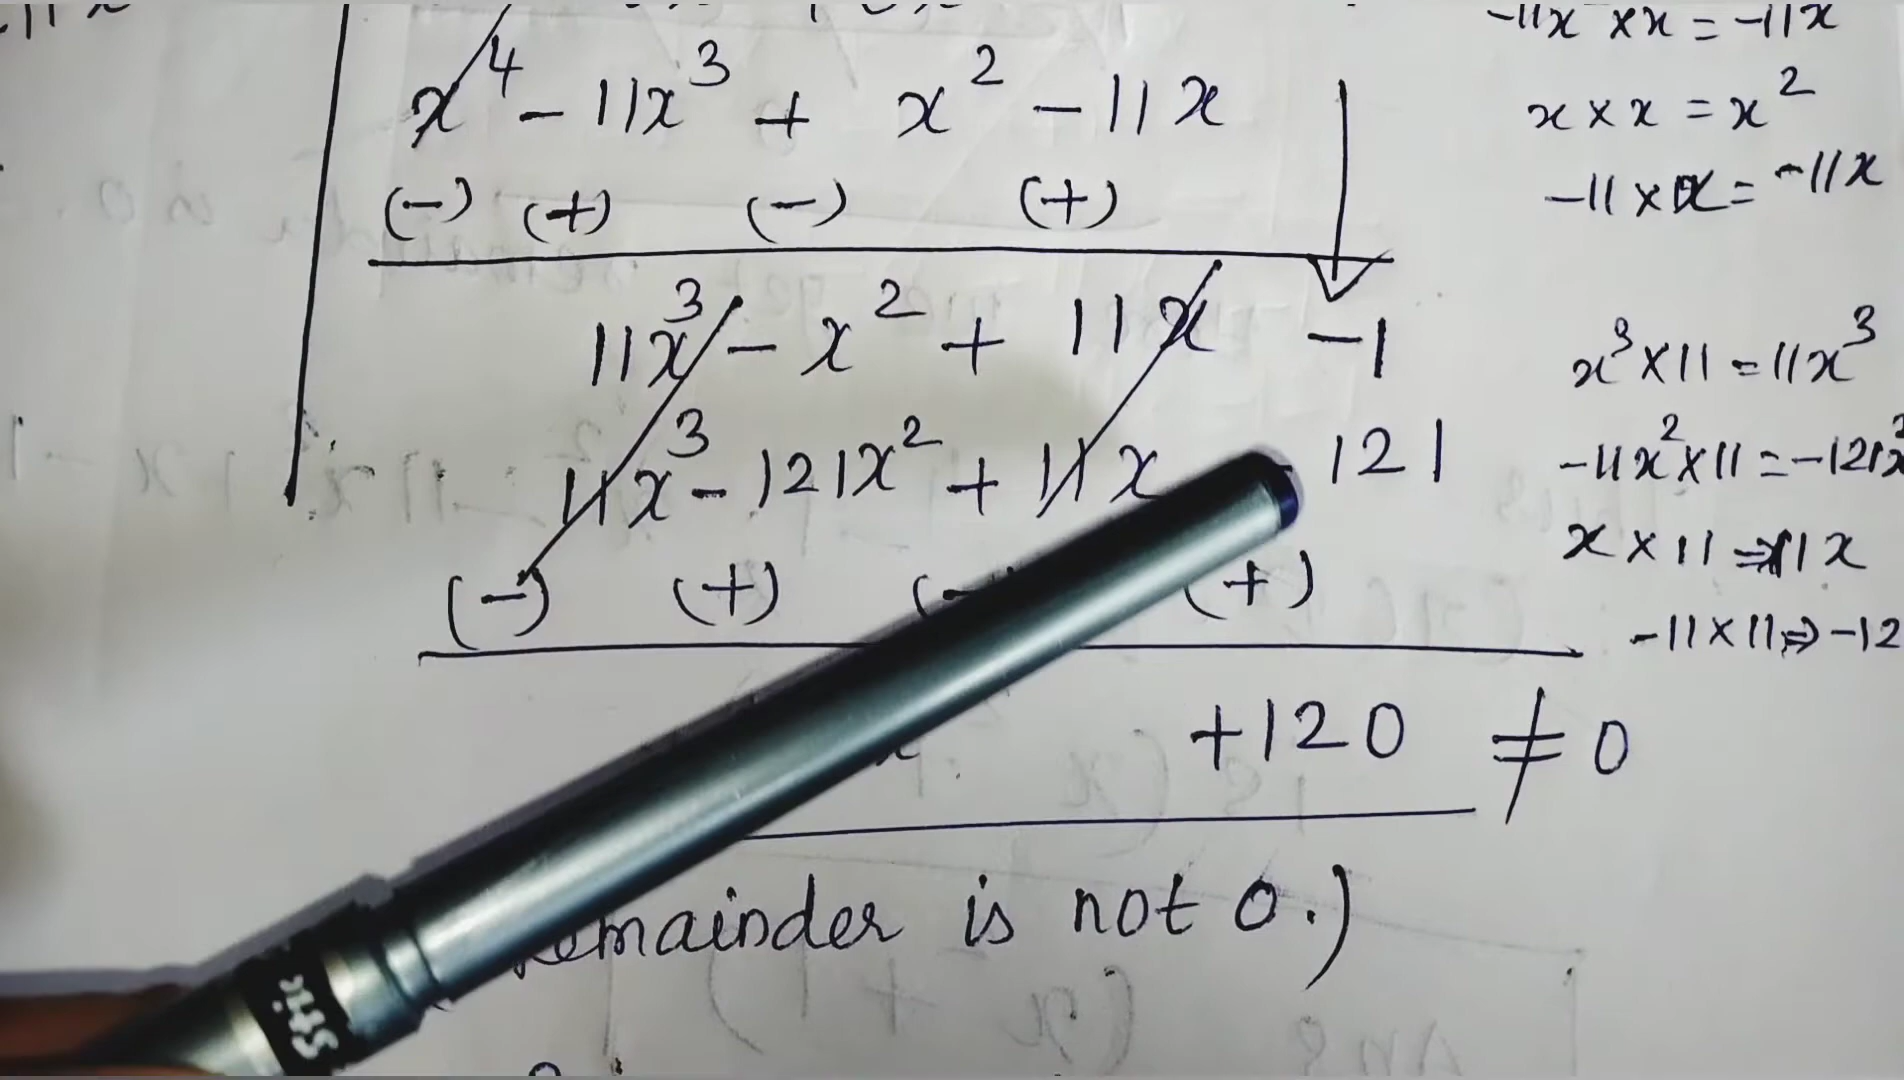 x⁴ - 11x³ + x² - 11x
(-) (+) (-) (+)
11x³ - x² + 11x -1
11x³ - 121x² + 11x 121
(-) (+) (-) (+)
+120 ≠ 0
remainder is not 0.)
-11x × x = -11x
x × x = x²
-11 × x = -11x
x³ × 11 = 11x³
-11x² × 11 = -121x²
x × 11 ⇒ 11x
-11 × 11 ⇒ -12